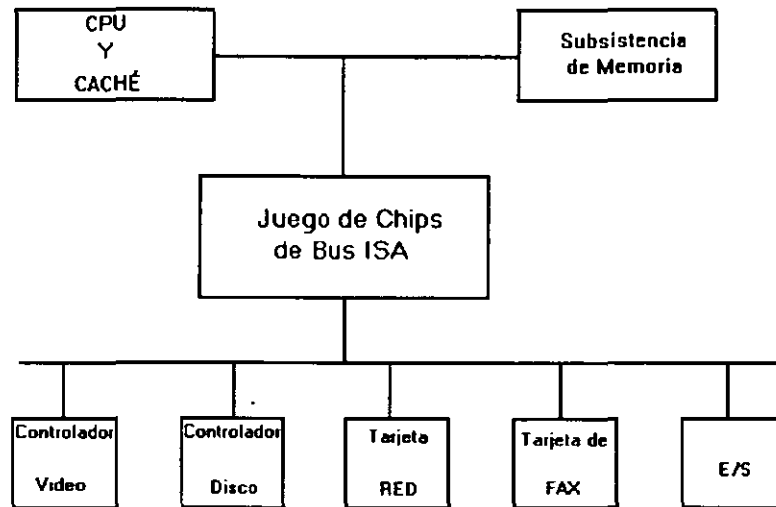 CPU
Y
CACHÉ
Subsistencia
de Memoria
Juego de Chips
de Bus ISA
Controlador
Video
Controlador
Disco
Tarjeta
RED
Tarjeta de
FAX
E/S